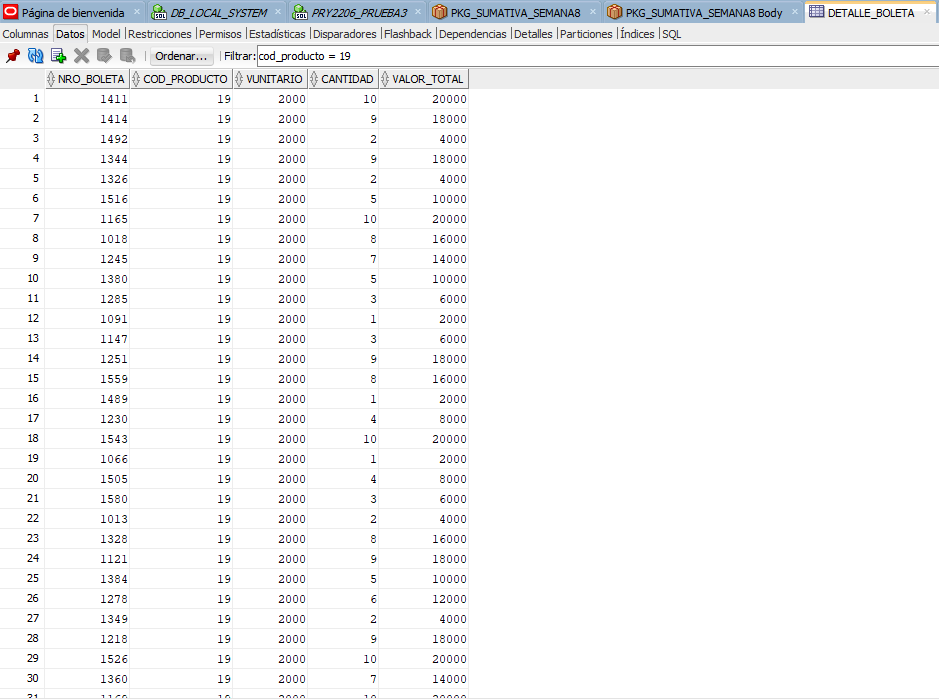 Página de bienvenida DB_LOCAL_SYSTEM PRY2206_PRUEBA3 PKG_SUMATIVA_SEMANA8 PKG_SUMATIVA_SEMANA8 Body DETALLE_BOLETA
Columnas Datos Model Restricciones Permisos Estadísticas Disparadores Flashback Dependencias Detalles Particiones Índices SQL
Ordenar... Filtrar: cod_producto = 19
NRO_BOLETA COD_PRODUCTO VUNITARIO CANTIDAD VALOR_TOTAL
1 1411 19 2000 10 20000
2 1414 19 2000 9 18000
3 1492 19 2000 2 4000
4 1344 19 2000 9 18000
5 1326 19 2000 2 4000
6 1516 19 2000 5 10000
7 1165 19 2000 10 20000
8 1018 19 2000 8 16000
9 1245 19 2000 7 14000
10 1380 19 2000 5 10000
11 1285 19 2000 3 6000
12 1091 19 2000 1 2000
13 1147 19 2000 3 6000
14 1251 19 2000 9 18000
15 1559 19 2000 8 16000
16 1489 19 2000 1 2000
17 1230 19 2000 4 8000
18 1543 19 2000 10 20000
19 1066 19 2000 1 2000
20 1505 19 2000 4 8000
21 1580 19 2000 3 6000
22 1013 19 2000 2 4000
23 1328 19 2000 8 16000
24 1121 19 2000 9 18000
25 1384 19 2000 5 10000
26 1278 19 2000 6 12000
27 1349 19 2000 2 4000
28 1218 19 2000 9 18000
29 1526 19 2000 10 20000
30 1360 19 2000 7 14000